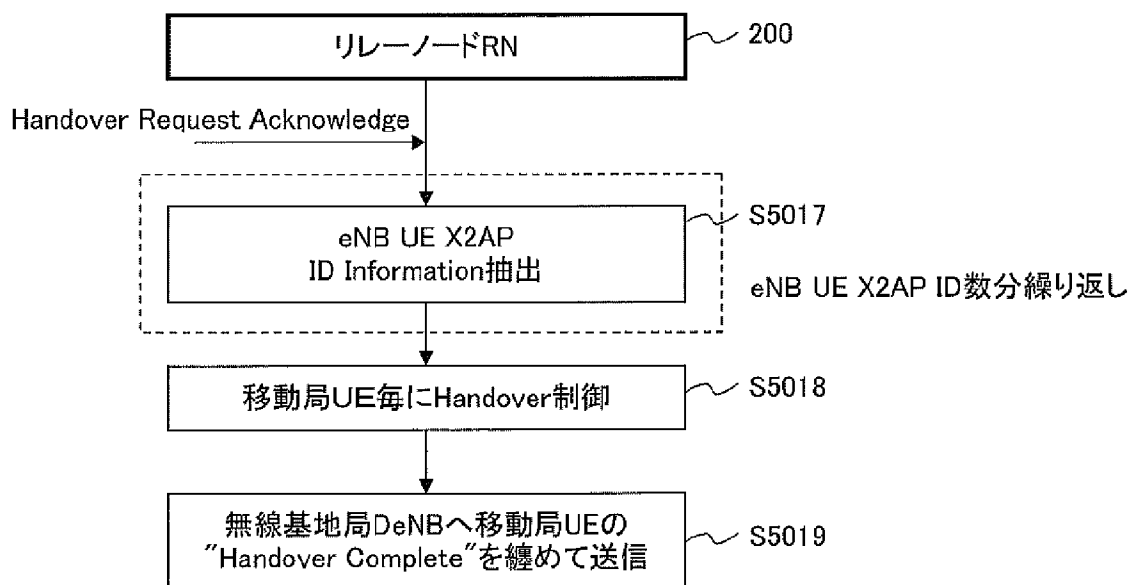 リレーノードRN
200
Handover Request Acknowledge
eNB UE X2AP
ID Information抽出
S5017
eNB UE X2AP ID数分繰り返し
移動局UE毎にHandover制御
S5018
無線基地局DeNBへ移動局UEの
"Handover Complete"を纏めて送信
S5019